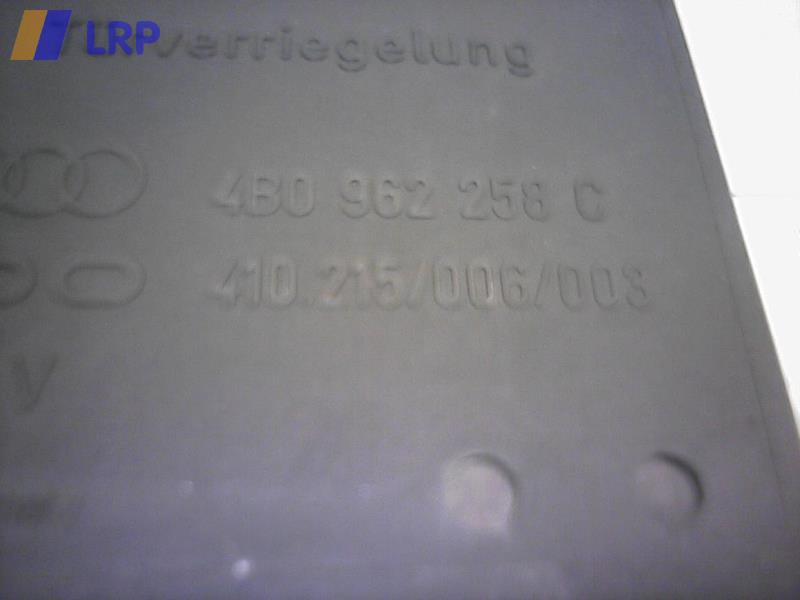 LRP
verriegelung
4B0 962 258 C
410.215/006/003
V